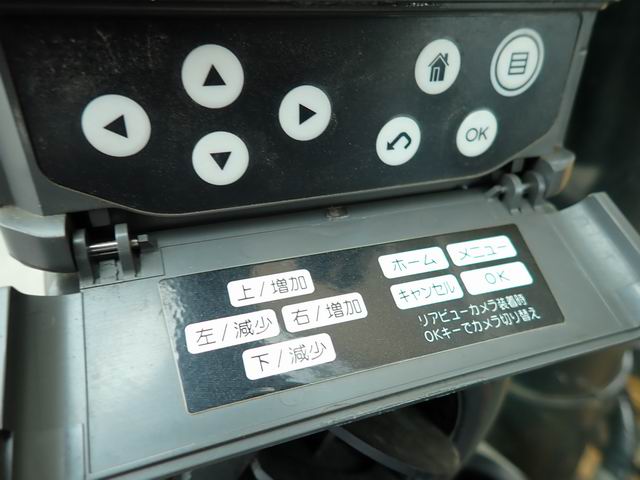 OK
上/増加
左/減少
右/増加
下/減少
ホーム
メニュー
キャンセル
OK
リアビューカメラ装着時
OKキーでカメラ切り替え